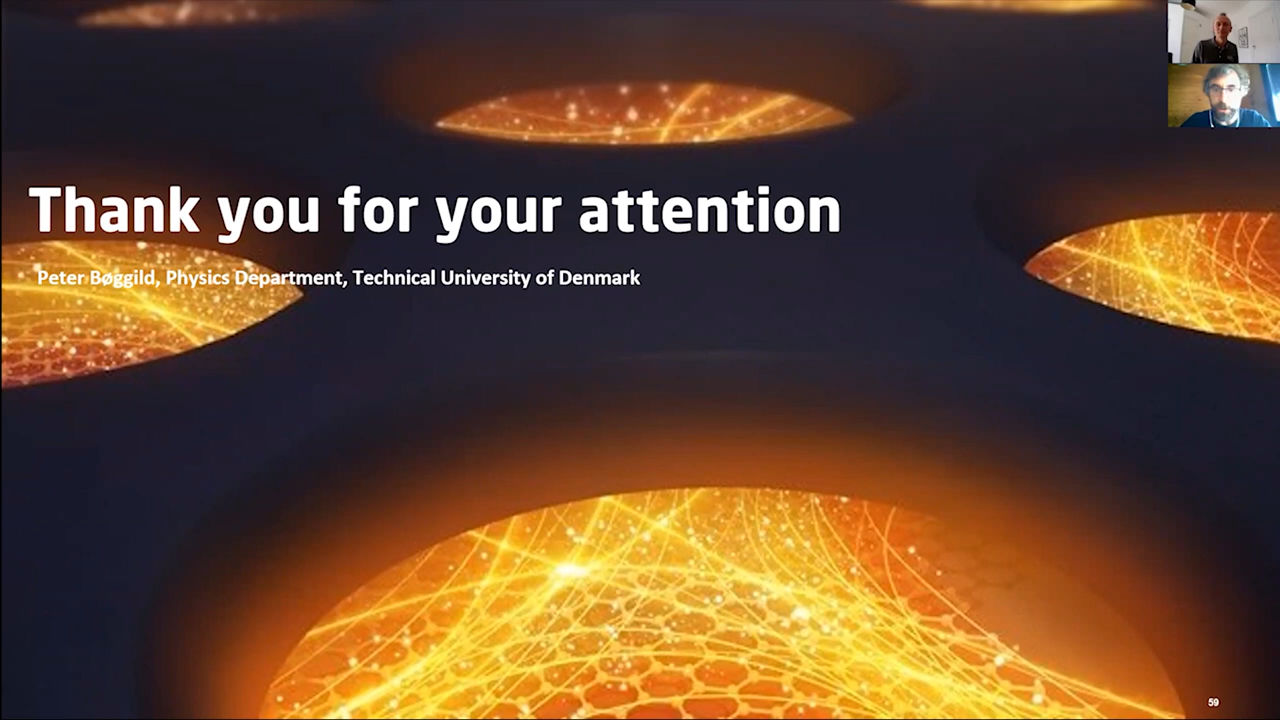 Thank you for your attention
Peter Bøggild, Physics Department, Technical University of Denmark
59